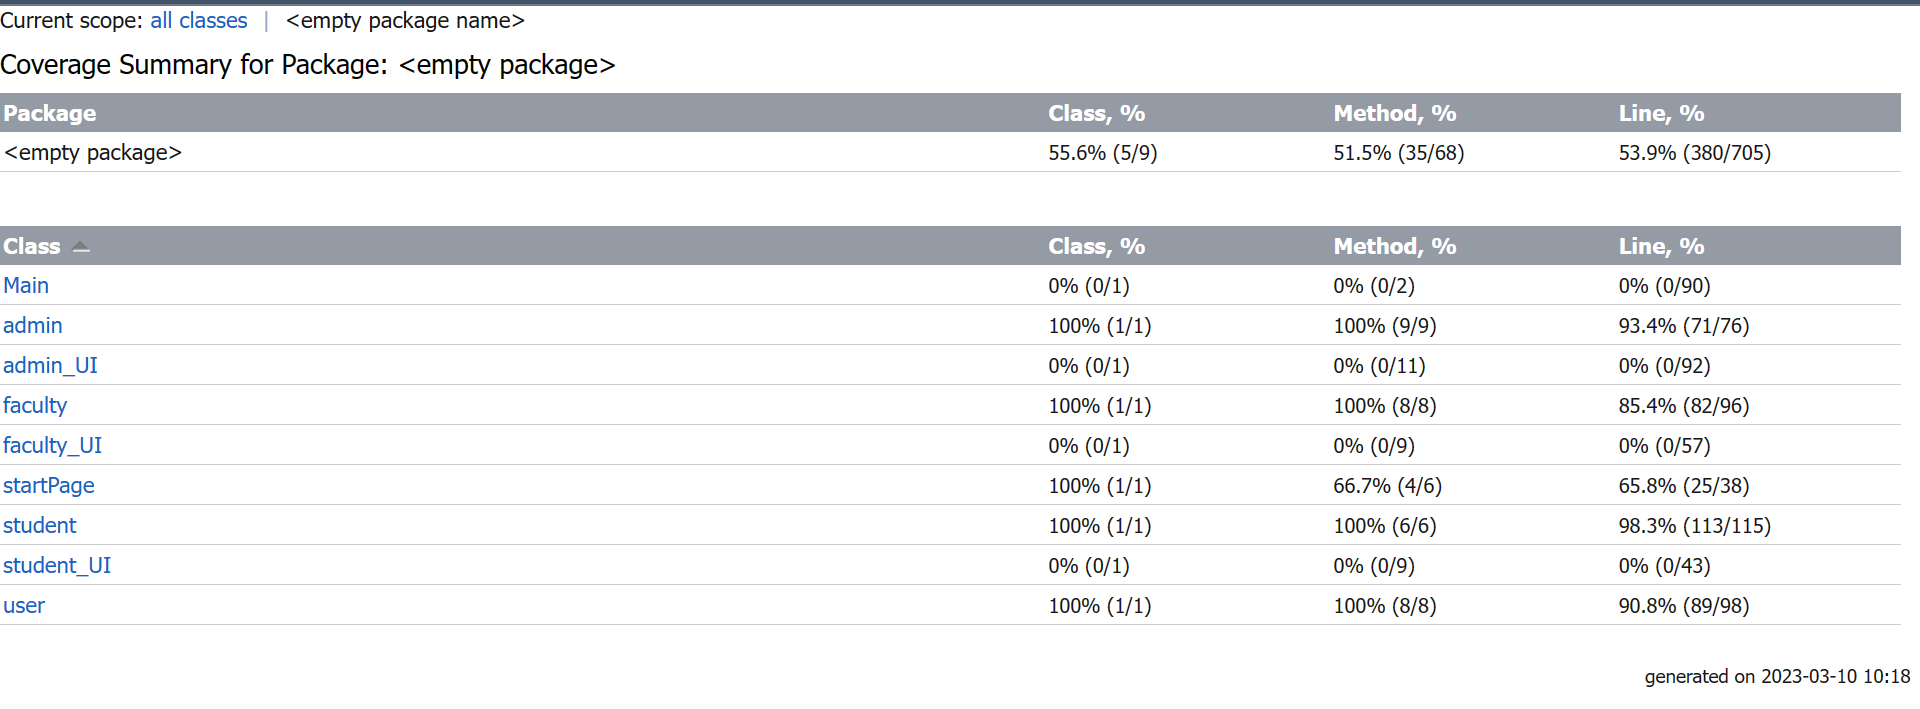 Current scope: all classes | <empty package name>
Coverage Summary for Package: <empty package>
Package Class, % Method, % Line, %
<empty package> 55.6% (5/9) 51.5% (35/68) 53.9% (380/705)
Class Class, % Method, % Line, %
Main 0% (0/1) 0% (0/2) 0% (0/90)
admin 100% (1/1) 100% (9/9) 93.4% (71/76)
admin_UI 0% (0/1) 0% (0/11) 0% (0/92)
faculty 100% (1/1) 100% (8/8) 85.4% (82/96)
faculty_UI 0% (0/1) 0% (0/9) 0% (0/57)
startPage 100% (1/1) 66.7% (4/6) 65.8% (25/38)
student 100% (1/1) 100% (6/6) 98.3% (113/115)
student_UI 0% (0/1) 0% (0/9) 0% (0/43)
user 100% (1/1) 100% (8/8) 90.8% (89/98)
generated on 2023-03-10 10:18